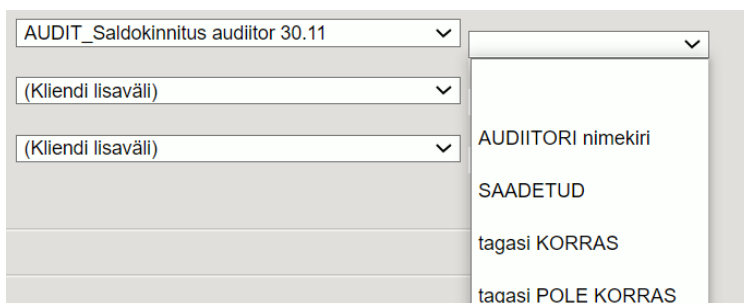 AUDIT_Saldokinnitus audiitor 30.11
(Kliendi lisaväli)
(Kliendi lisaväli)
AUDIITORI nimekiri
SAADETUD
tagasi KORRAS
tagasi POLE KORRAS